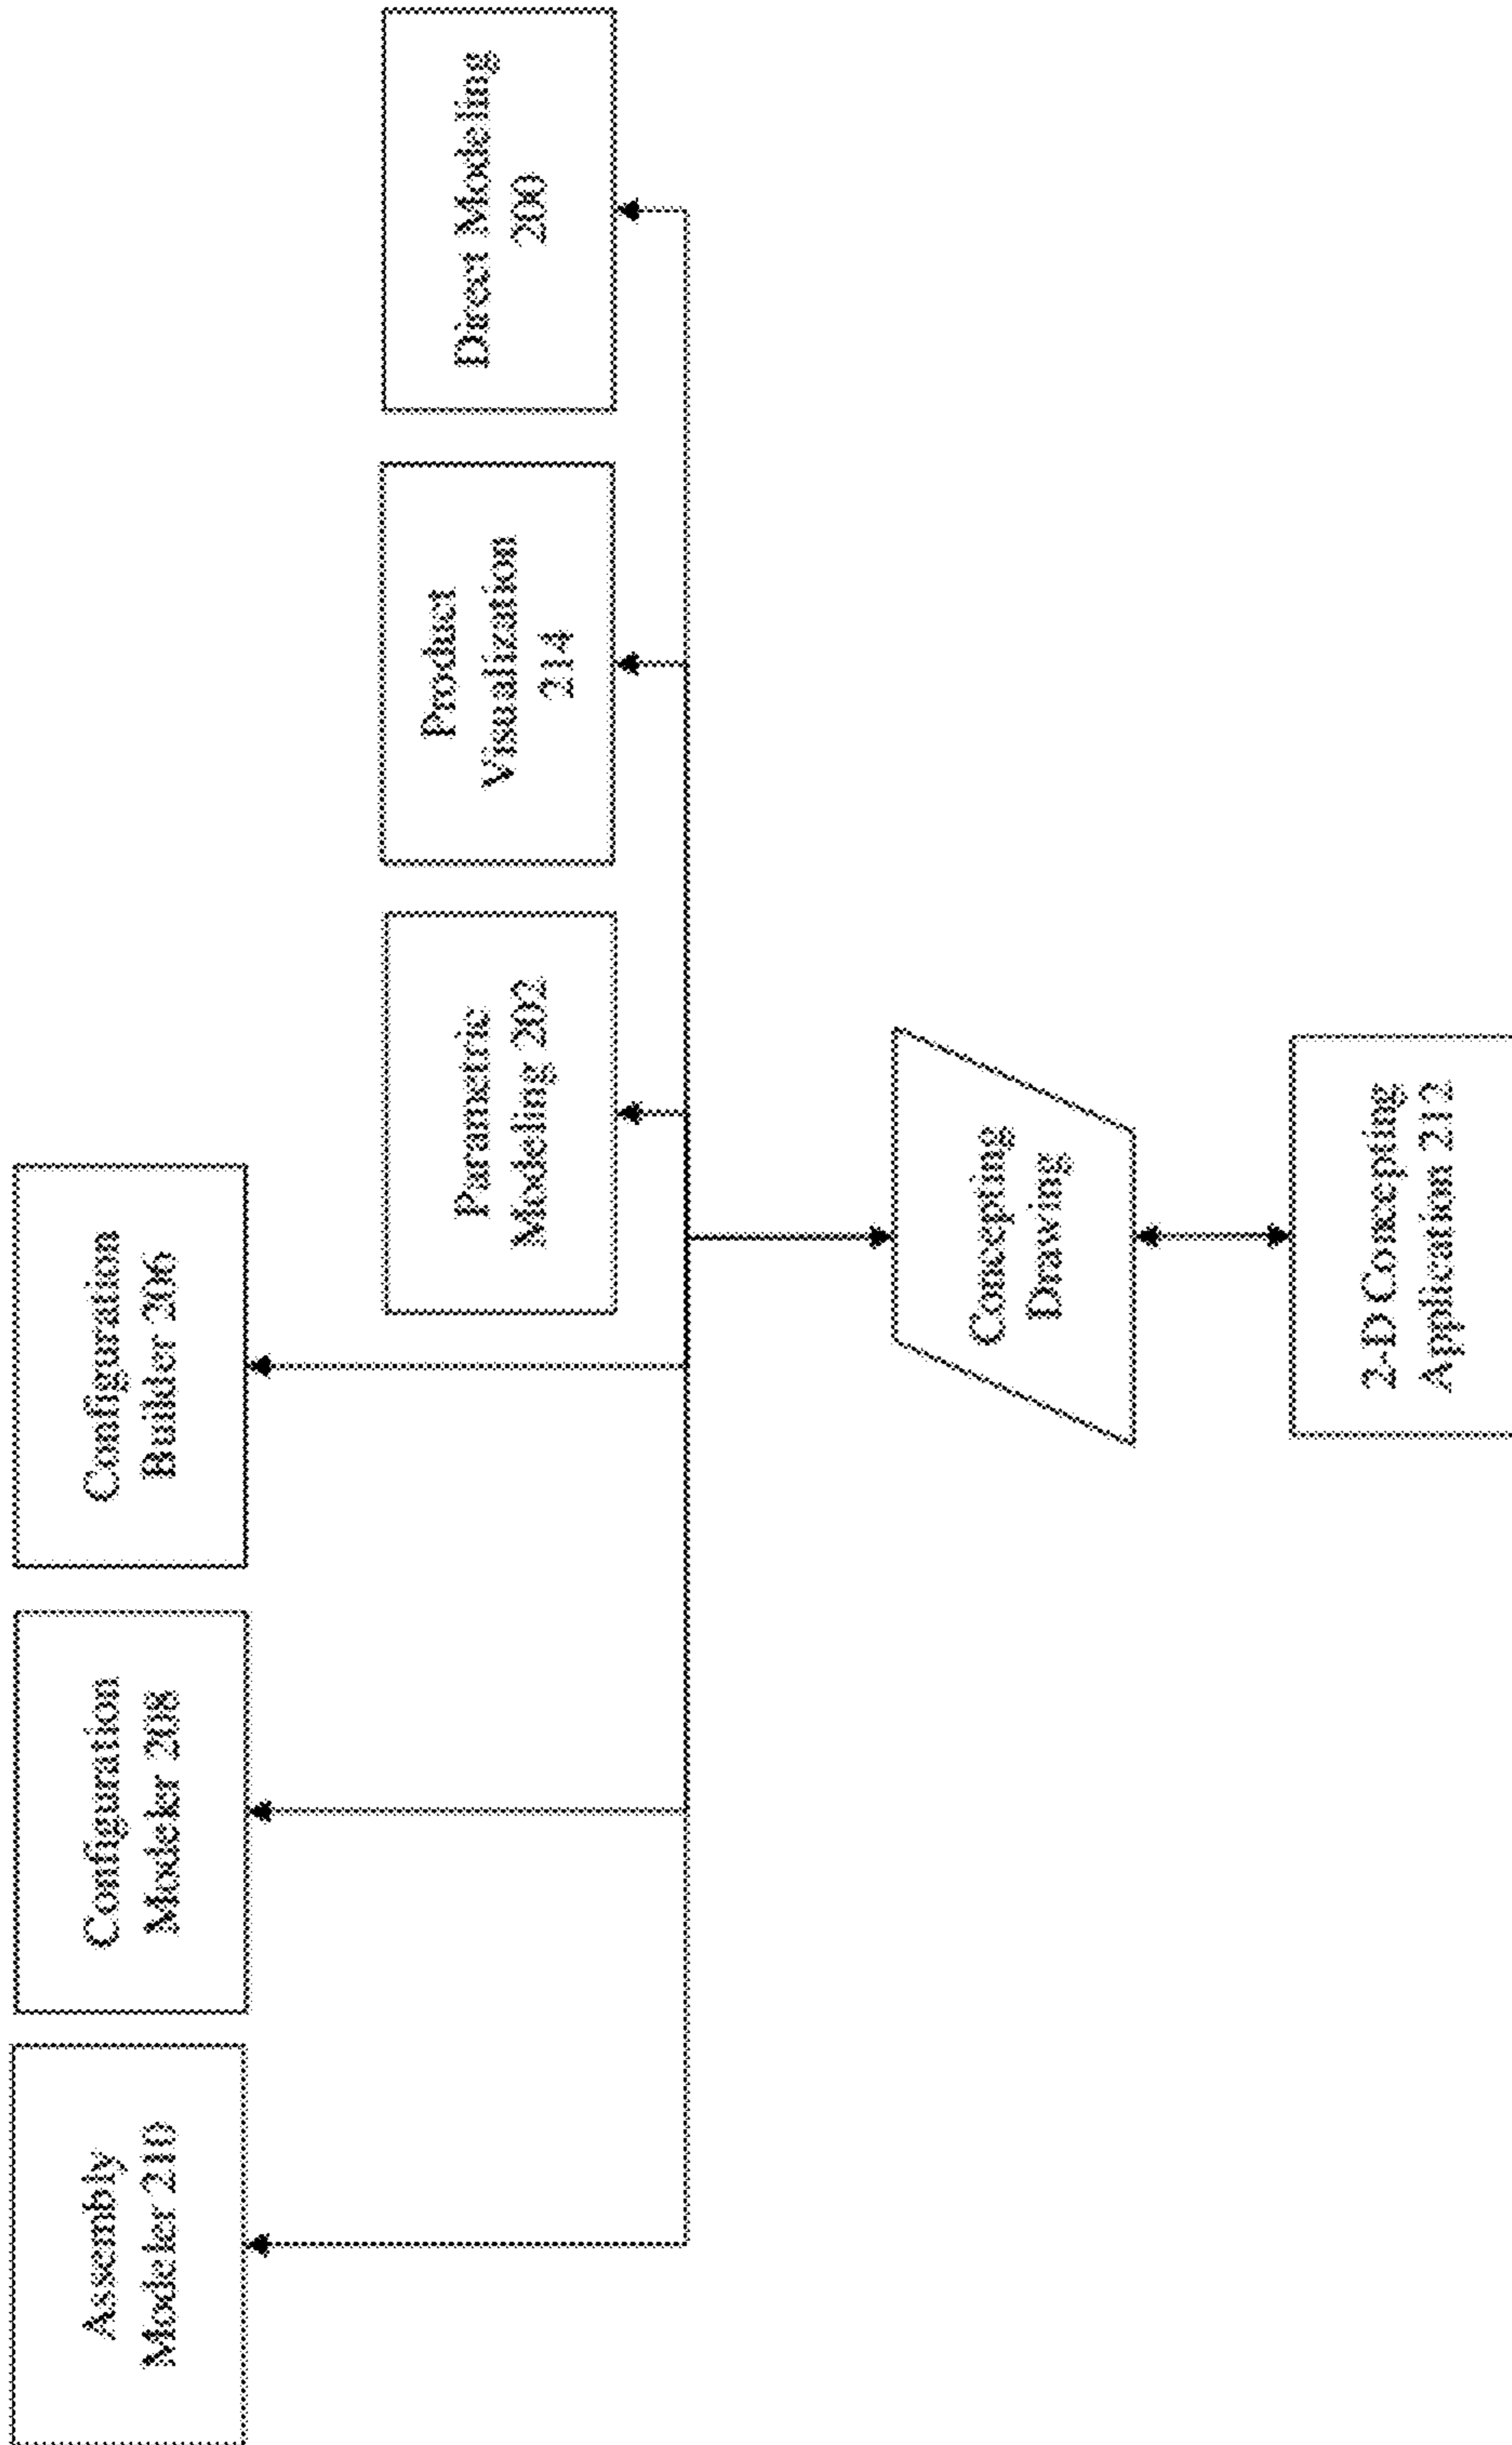 Assembly
Modeler 210
Configuration
Modeler 208
Configuration
Builder 206
Parametric
Modeling 202
Product
Visualization
214
Direct Modeling
200
Concepting
Drawing
2-D Concepting
Application 212